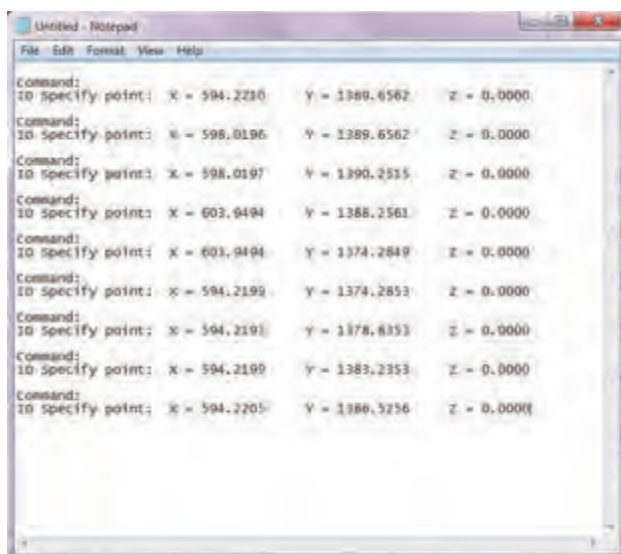 Untitled - Notepad
File Edit Format View Help
Command:
ID Specify point: X = 594.2210 Y = 1389.6562 Z = 0.0000
Command:
ID Specify point: X = 598.0196 Y = 1389.6562 Z = 0.0000
Command:
ID Specify point: X = 598.0197 Y = 1390.2515 Z = 0.0000
Command:
ID Specify point: X = 603.9494 Y = 1388.2561 Z = 0.0000
Command:
ID Specify point: X = 603.9494 Y = 1374.2849 Z = 0.0000
Command:
ID Specify point: X = 594.2199 Y = 1374.2853 Z = 0.0000
Command:
ID Specify point: X = 594.2193 Y = 1378.6353 Z = 0.0000
Command:
ID Specify point: X = 594.2199 Y = 1383.2353 Z = 0.0000
Command:
ID Specify point: X = 594.2205 Y = 1386.5256 Z = 0.0000